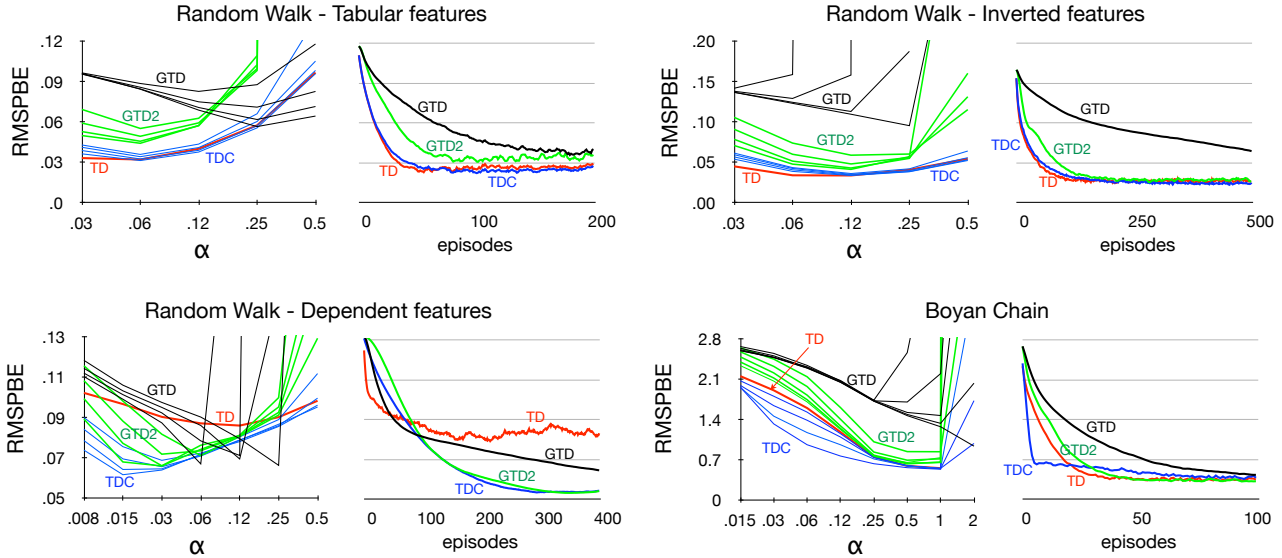 Random Walk - Tabular features
RMSPBE
.12
.09
.06
.03
.0
GTD
GTD2
TD
TDC
.03 .06 .12 .25 0.5
α
GTD
GTD2
TD
TDC
0 100 200
episodes
Random Walk - Inverted features
RMSPBE
.20
.15
.10
.05
.0
GTD
GTD2
TD
TDC
.03 .06 .12 .25 0.5
α
GTD
GTD2
TDC
TD
0 250 500
episodes
Random Walk - Dependent features
RMSPBE
.13
.11
.09
.07
.05
GTD
TD
GTD2
TDC
.008 .015 .03 .06 .12 .25 0.5
α
TD
GTD
GTD2
TDC
0 100 200 300 400
episodes
Boyan Chain
RMSPBE
2.8
2.1
1.4
0.7
0
TD
GTD
GTD2
TDC
.015 .03 .06 .12 .25 0.5 1 2
α
GTD
GTD2
TDC
TD
0 50 100
episodes